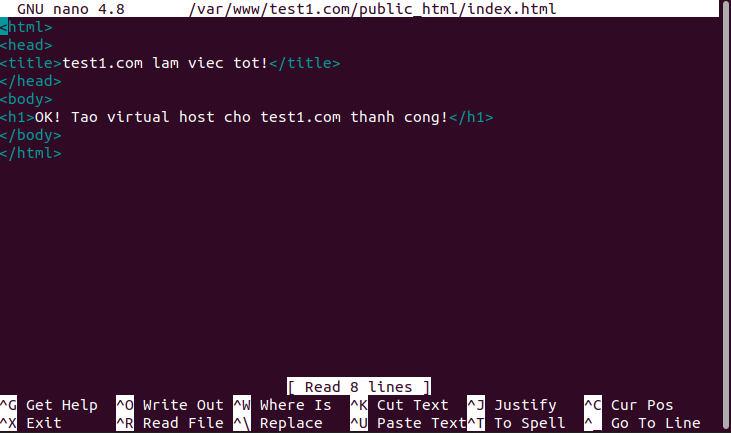 GNU nano 4.8 /var/www/test1.com/public_html/index.html
<html>
<head>
<title>test1.com lam viec tot!</title>
</head>
<body>
<h1>OK! Tao virtual host cho test1.com thanh cong!</h1>
</body>
</html>
[ Read 8 lines ]
^G Get Help ^O Write Out ^W Where Is ^K Cut Text ^J Justify ^C Cur Pos
^X Exit ^R Read File ^\ Replace ^U Paste Text ^T To Spell ^_ Go To Line